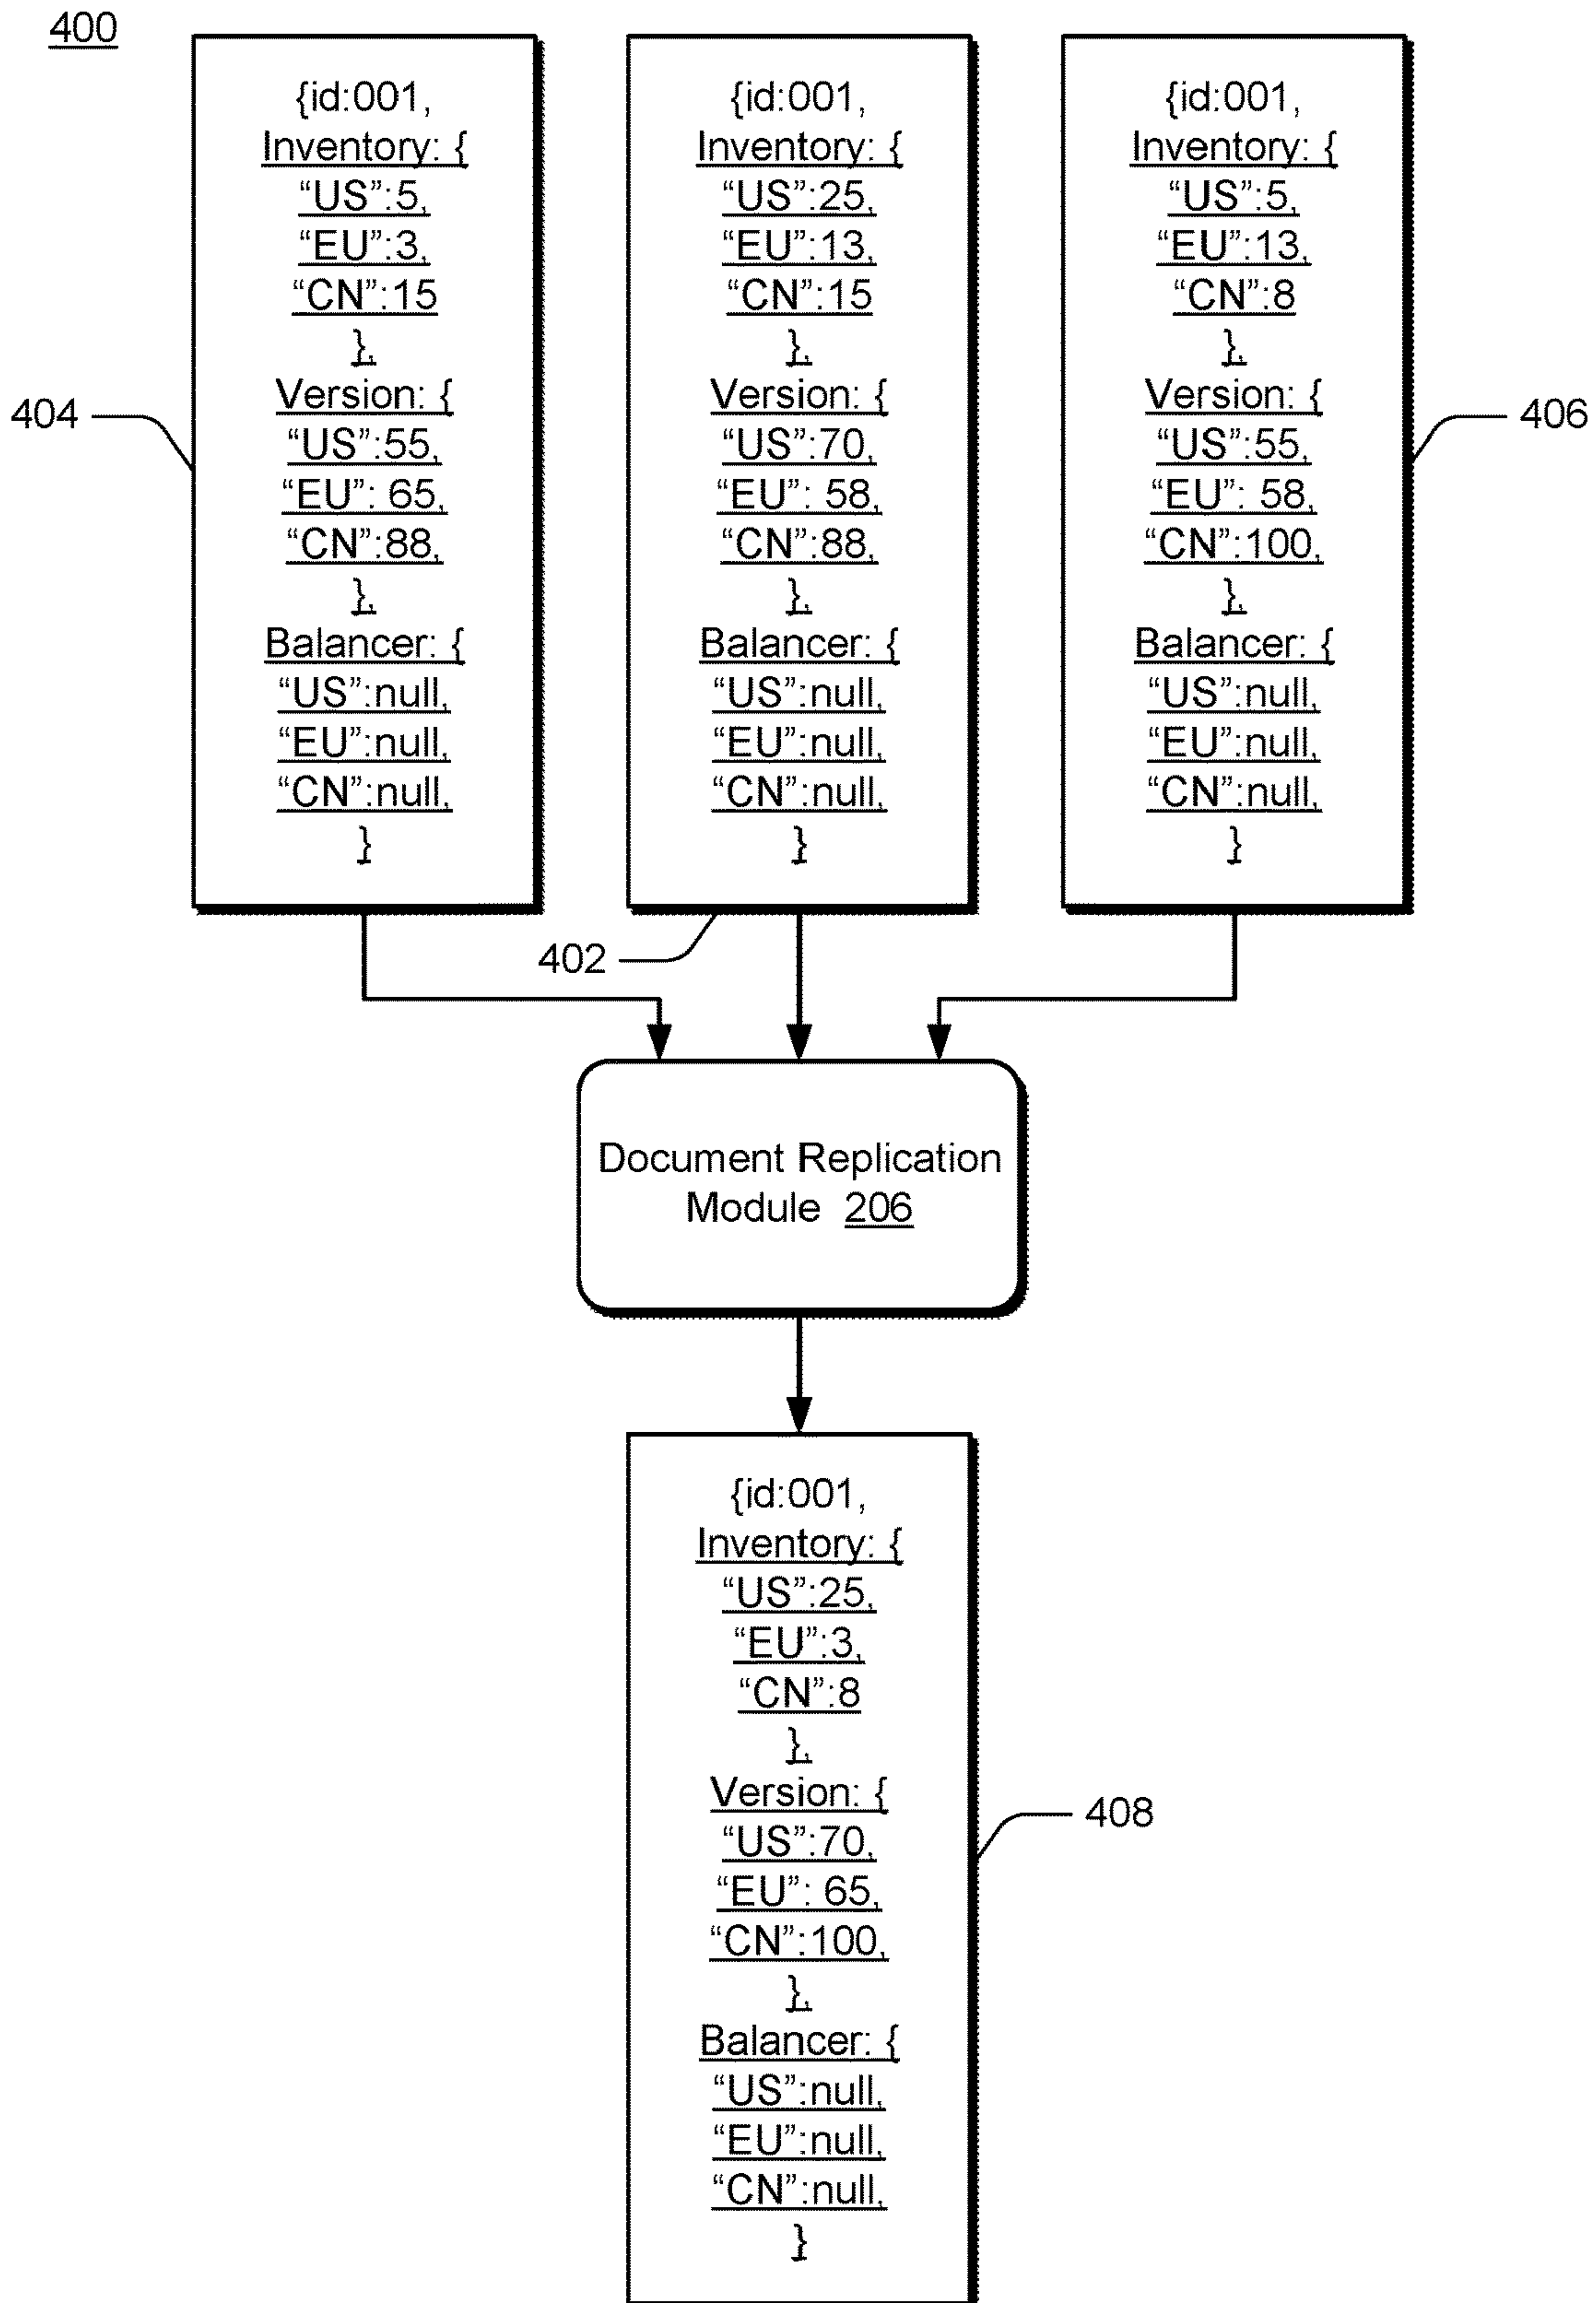 400
{id:001,
Inventory: {
“US”:5,
“EU”:3,
“CN”:15
},
Version: {
“US”:55,
“EU”: 65,
“CN”:88,
},
Balancer: {
“US”:null,
“EU”:null,
“CN”:null,
}
404
{id:001,
Inventory: {
“US”:25,
“EU”:13,
“CN”:15
},
Version: {
“US”:70,
“EU”: 58,
“CN”:88,
},
Balancer: {
“US”:null,
“EU”:null,
“CN”:null,
}
402
{id:001,
Inventory: {
“US”:5,
“EU”:13,
“CN”:8
},
Version: {
“US”:55,
“EU”: 58,
“CN”:100,
},
Balancer: {
“US”:null,
“EU”:null,
“CN”:null,
}
406
Document Replication
Module 206
{id:001,
Inventory: {
“US”:25,
“EU”:3,
“CN”:8
},
Version: {
“US”:70,
“EU”: 65,
“CN”:100,
},
Balancer: {
“US”:null,
“EU”:null,
“CN”:null,
}
408